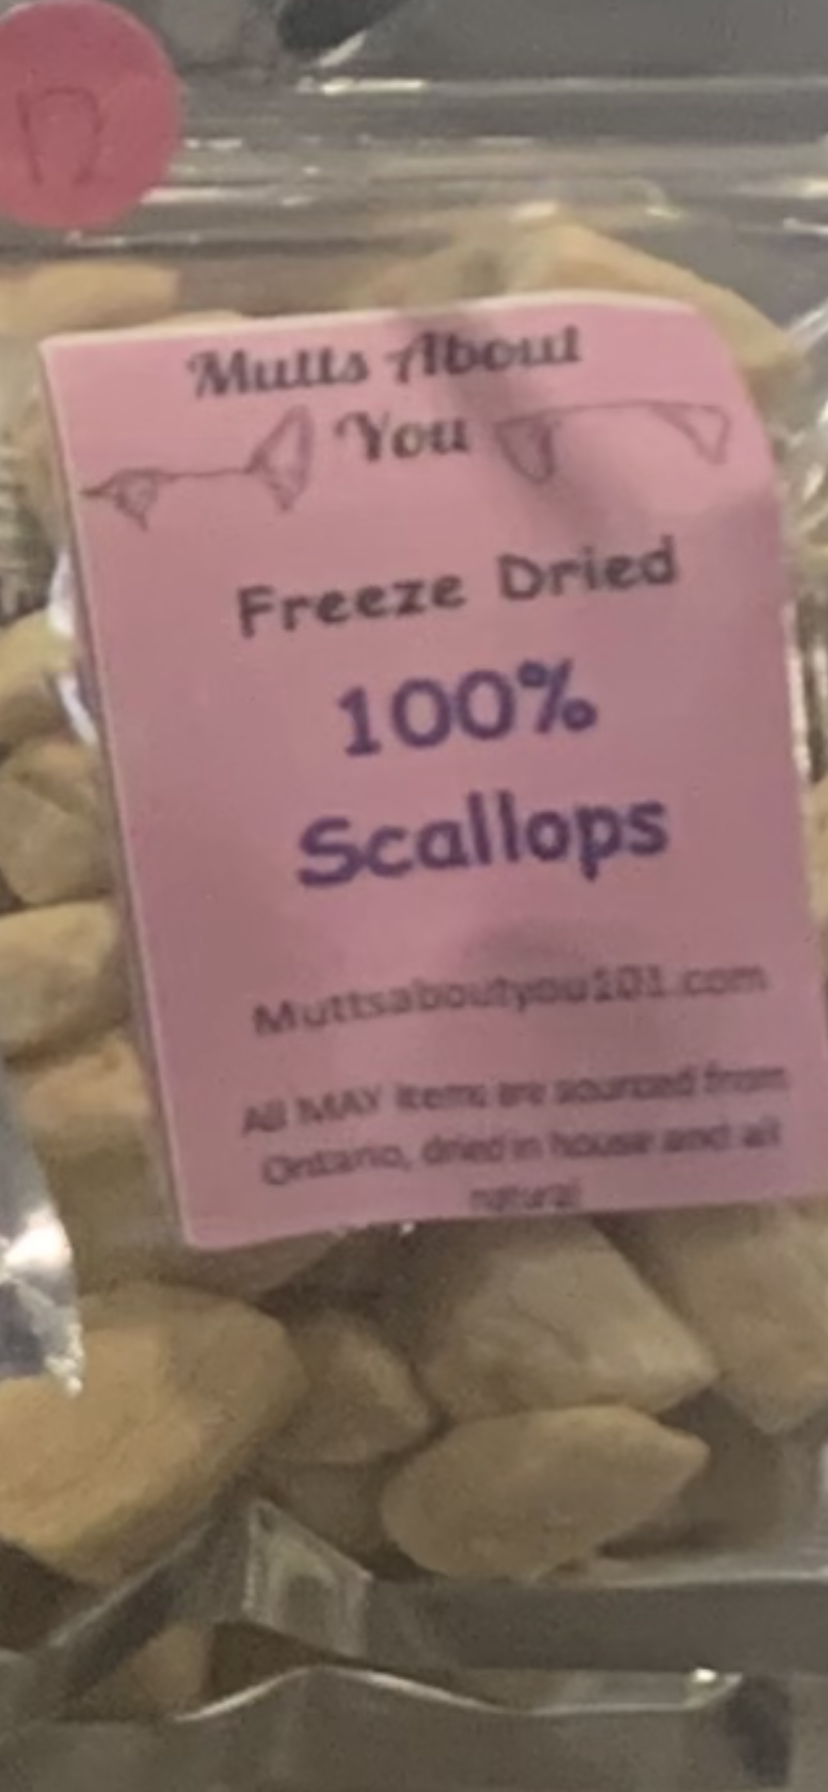 Mutts About
You
Freeze Dried
100%
Scallops
Muttsaboutyou101.com
All MAY items are sourced from
Ontario, dried in house and all
natural